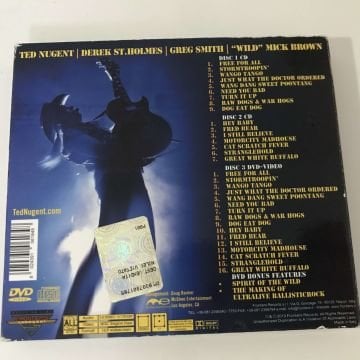 TED NUGENT | DEREK ST.HOLMES | GREG SMITH | "WILD" MICK BROWN
DISC 1 CD
1. FREE FOR ALL
2. STORMTROOPIN'
3. WANGO TANGO
4. JUST WHAT THE DOCTOR ORDERED
5. WANG DANG SWEET POONTANG
6. NEED YOU BAD
7. TURN IT UP
8. RAW DOGS & WAR HOGS
9. DOG EAT DOG
DISC 2 CD
1. HEY BABY
2. FRED BEAR
3. I STILL BELIEVE
4. MOTORCITY MADHOUSE
5. CAT SCRATCH FEVER
6. STRANGLEHOLD
7. GREAT WHITE BUFFALO
DISC 3 DVD-VIDEO
1. FREE FOR ALL
2. STORMTROOPIN'
3. WANGO TANGO
4. JUST WHAT THE DOCTOR ORDERED
5. WANG DANG SWEET POONTANG
6. NEED YOU BAD
7. TURN IT UP
8. RAW DOGS & WAR HOGS
9. DOG EAT DOG
10. HEY BABY
11. FRED BEAR
12. I STILL BELIEVE
13. MOTORCITY MADHOUSE
14. CAT SCRATCH FEVER
15. STRANGLEHOLD
16. GREAT WHITE BUFFALO
DVD BONUS FEATURES
SPIRIT OF THE WILD
THE MAKING OF
ULTRALIVE BALLISTICROCK
TedNugent.com
DVD
McGhee Entertainment
Los Angeles, CA
ALL